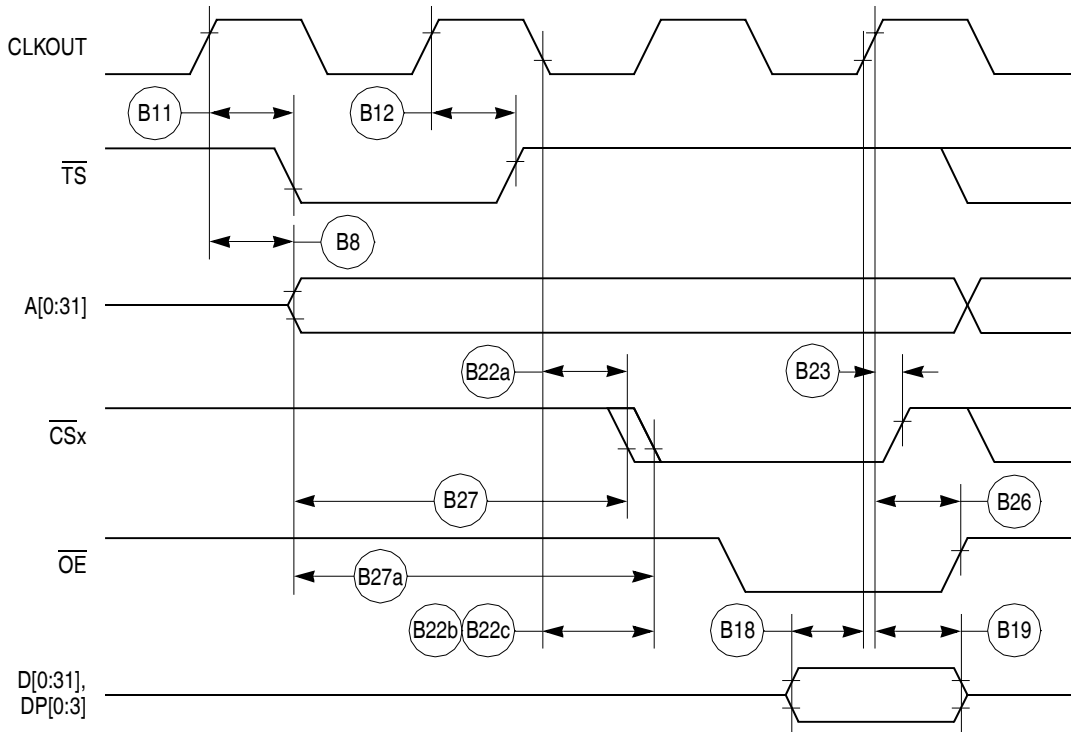 CLKOUT
B11
B12
TS
B8
A[0:31]
B22a
B23
CSx
B27
B26
OE
B27a
B22b B22c
B18
B19
D[0:31],
DP[0:3]